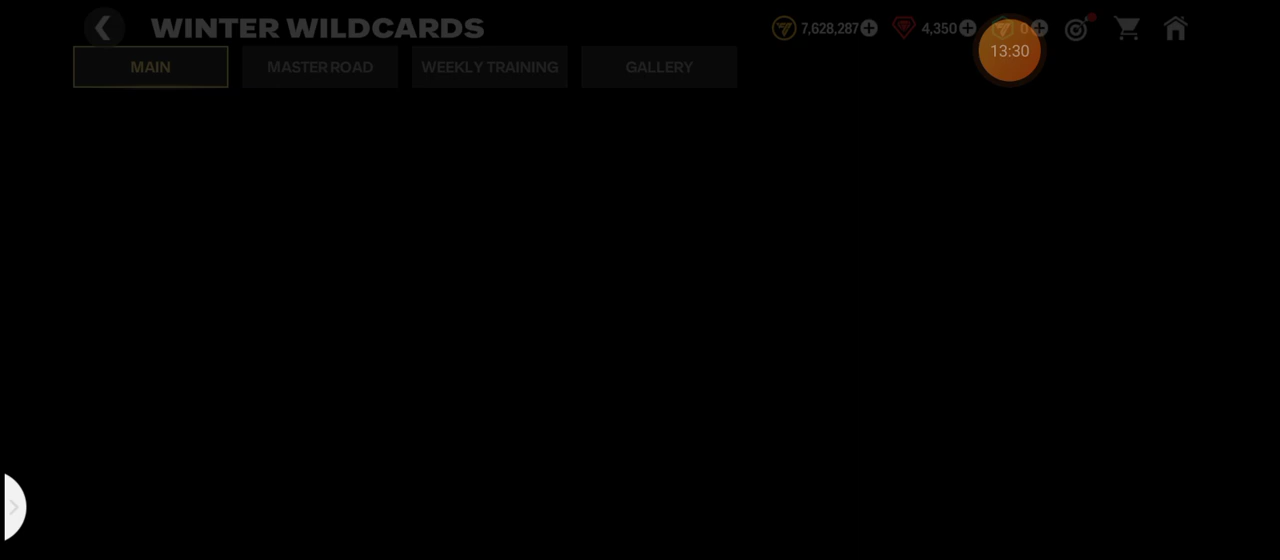 WINTER WILDCARDS
7,628,287
4,350
0
13:30
MAIN
MASTER ROAD
WEEKLY TRAINING
GALLERY